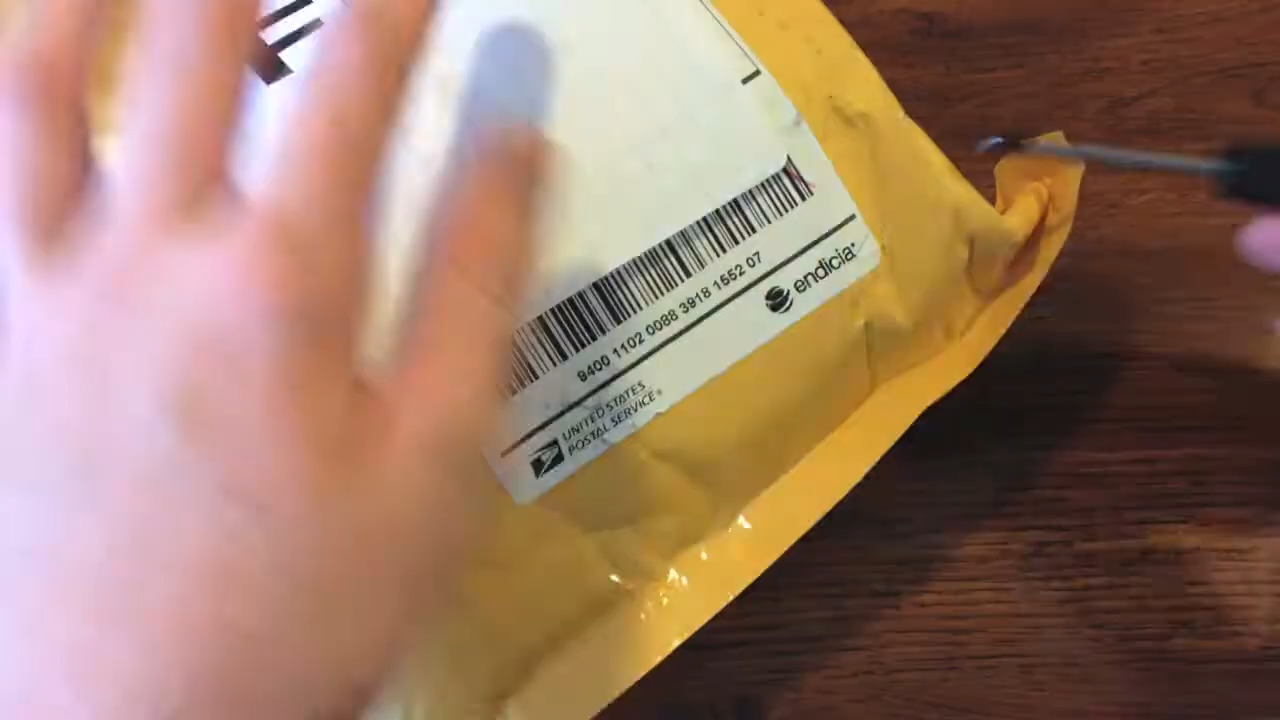 9400 1102 0088 3918 1552 07
endicia
UNITED STATES
POSTAL SERVICE®